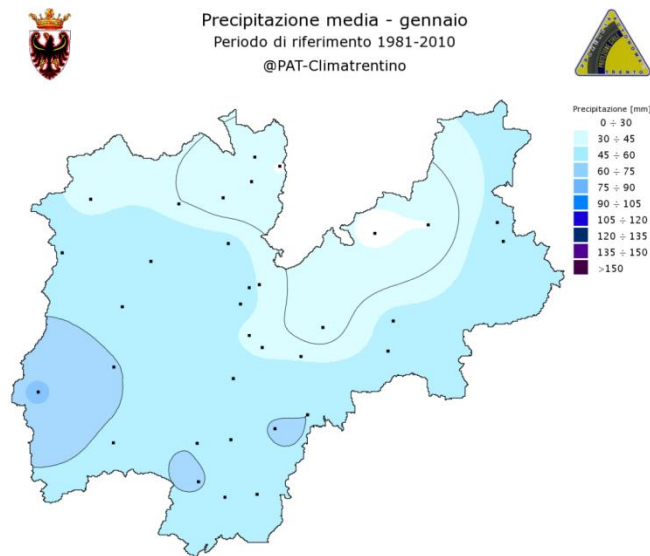 Precipitazione media - gennaio
Periodo di riferimento 1981-2010
@PAT-Climatrentino
TRENTO
Precipitazione [mm]
0 ÷ 30
30 ÷ 45
45 ÷ 60
60 ÷ 75
75 ÷ 90
90 ÷ 105
105 ÷ 120
120 ÷ 135
135 ÷ 150
>150